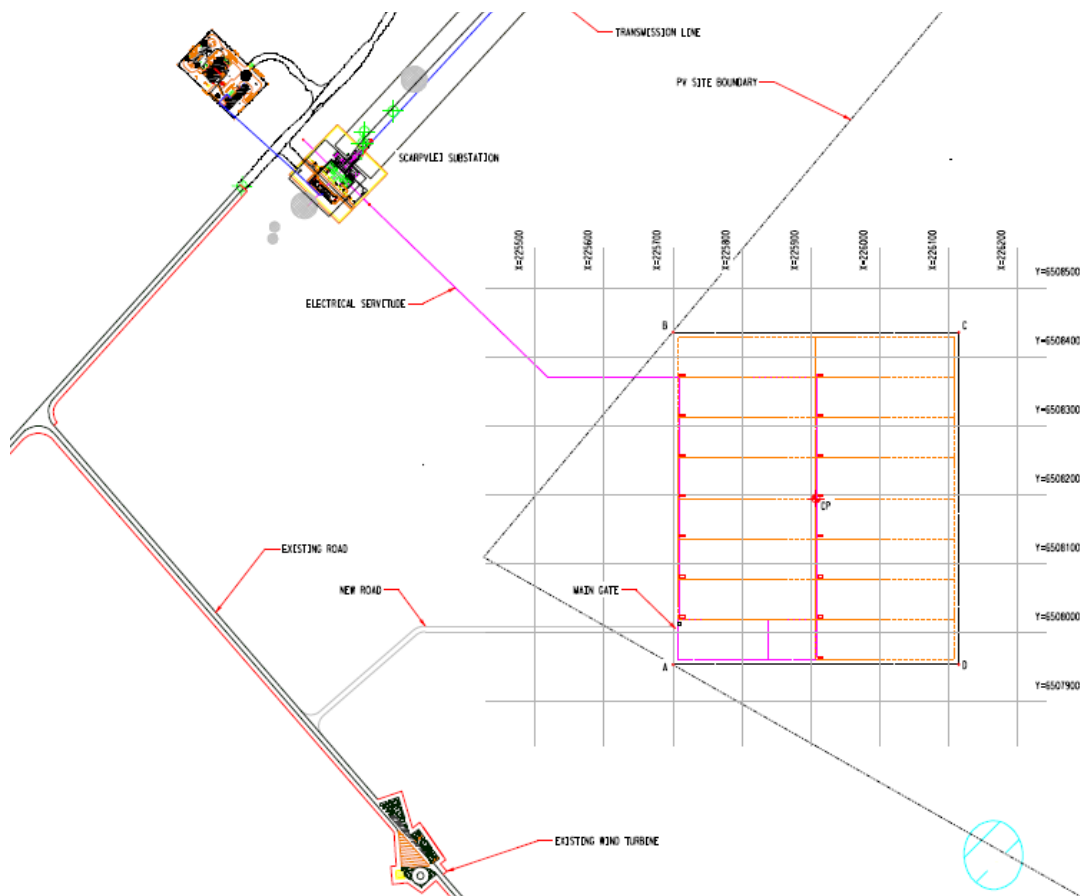 TRANSMISSION LINE
PV SITE BOUNDARY
SCARPVLEI SUBSTATION
X=225500
X=225600
X=225700
X=225800
X=225900
X=226000
X=226100
X=226200
Y=6508500
ELECTRICAL SERVITUDE
B
C
Y=6508400
Y=6508300
Y=6508200
CP
EXISTING ROAD
Y=6508100
NEW ROAD
MAIN GATE
Y=6508000
A
D
Y=6507900
EXISTING WIND TURBINE